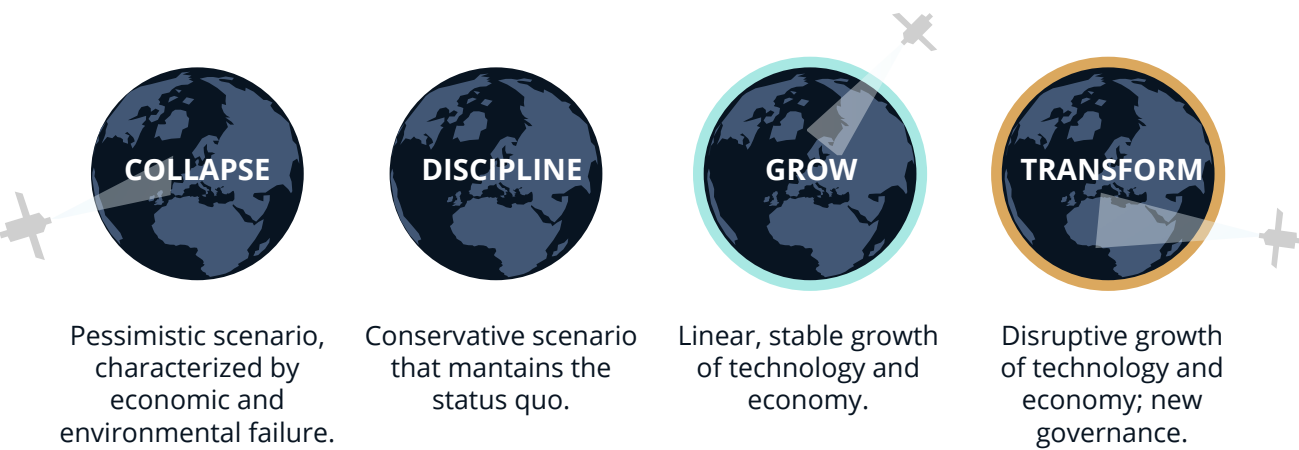 COLLAPSE
Pessimistic scenario,
characterized by
economic and
environmental failure.
DISCIPLINE
Conservative scenario
that mantains the
status quo.
GROW
Linear, stable growth
of technology and
economy.
TRANSFORM
Disruptive growth
of technology and
economy; new
governance.